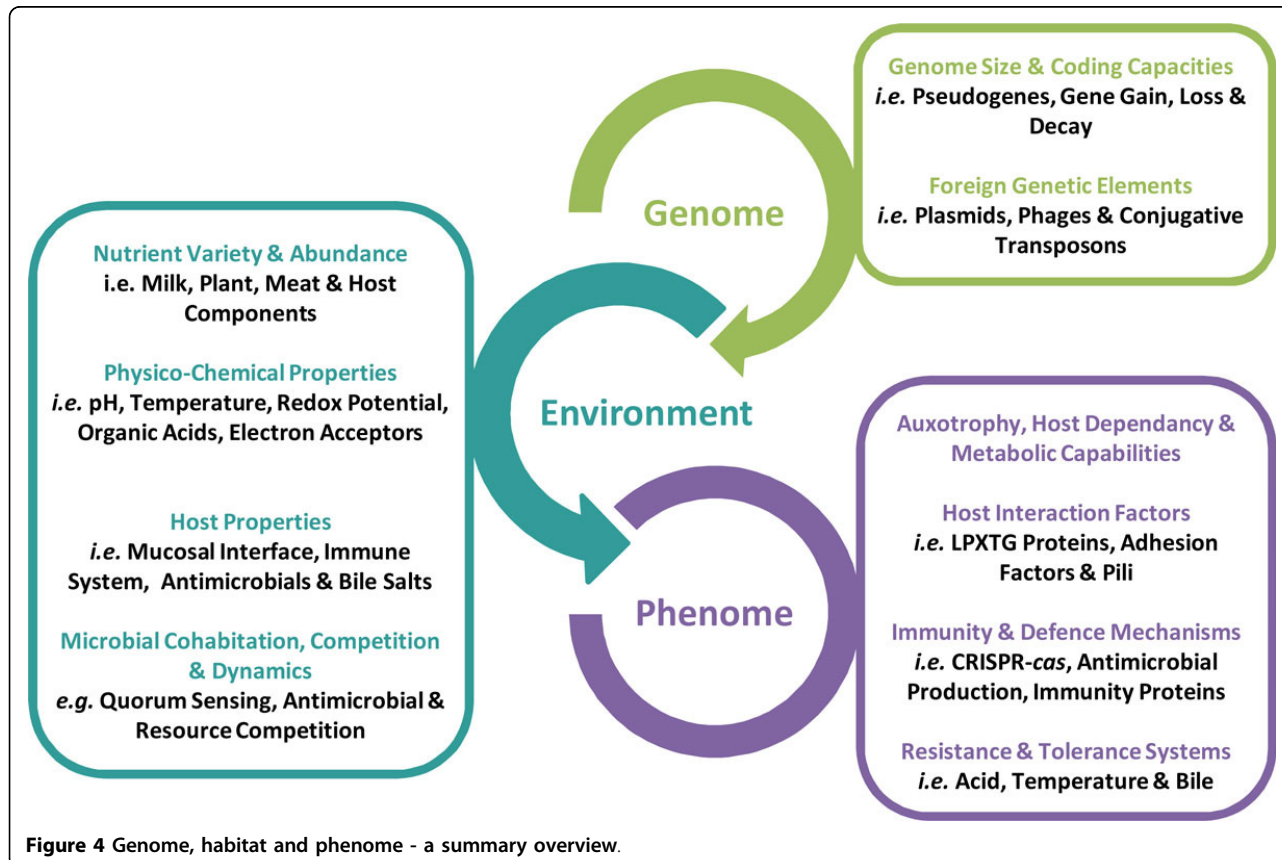 Genome Size & Coding Capacities
i.e. Pseudogenes, Gene Gain, Loss &
Decay
Foreign Genetic Elements
i.e. Plasmids, Phages & Conjugative
Transposons
Genome
Nutrient Variety & Abundance
i.e. Milk, Plant, Meat & Host
Components
Physico-Chemical Properties
i.e. pH, Temperature, Redox Potential,
Organic Acids, Electron Acceptors
Host Properties
i.e. Mucosal Interface, Immune
System, Antimicrobials & Bile Salts
Microbial Cohabitation, Competition
& Dynamics
e.g. Quorum Sensing, Antimicrobial &
Resource Competition
Environment
Phenome
Auxotrophy, Host Dependancy &
Metabolic Capabilities
Host Interaction Factors
i.e. LPXTG Proteins, Adhesion
Factors & Pili
Immunity & Defence Mechanisms
i.e. CRISPR-cas, Antimicrobial
Production, Immunity Proteins
Resistance & Tolerance Systems
i.e. Acid, Temperature & Bile
Figure 4 Genome, habitat and phenome - a summary overview.